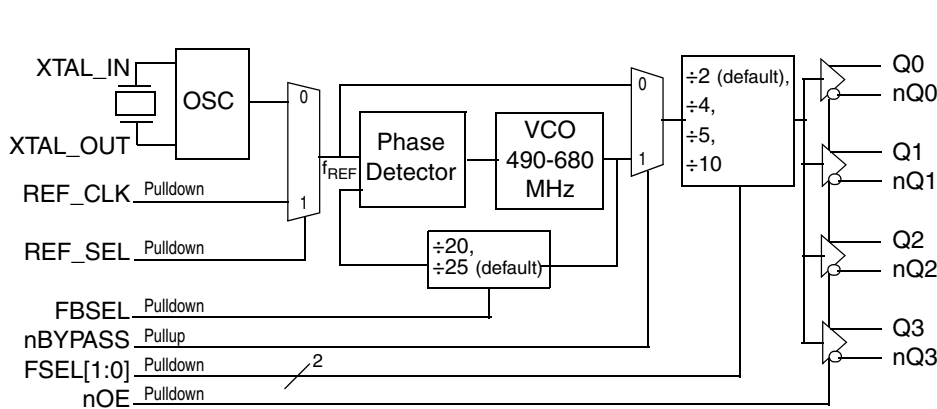 XTAL_IN
OSC
XTAL_OUT
REF_CLK Pulldown
REF_SEL Pulldown
FBSEL Pulldown
nBYPASS Pullup
FSEL[1:0] Pulldown
2
nOE Pulldown
0
1
fREF
Phase
Detector
VCO
490-680
MHz
÷20,
÷25 (default)
0
1
÷2 (default),
÷4,
÷5,
÷10
Q0
nQ0
Q1
nQ1
Q2
nQ2
Q3
nQ3